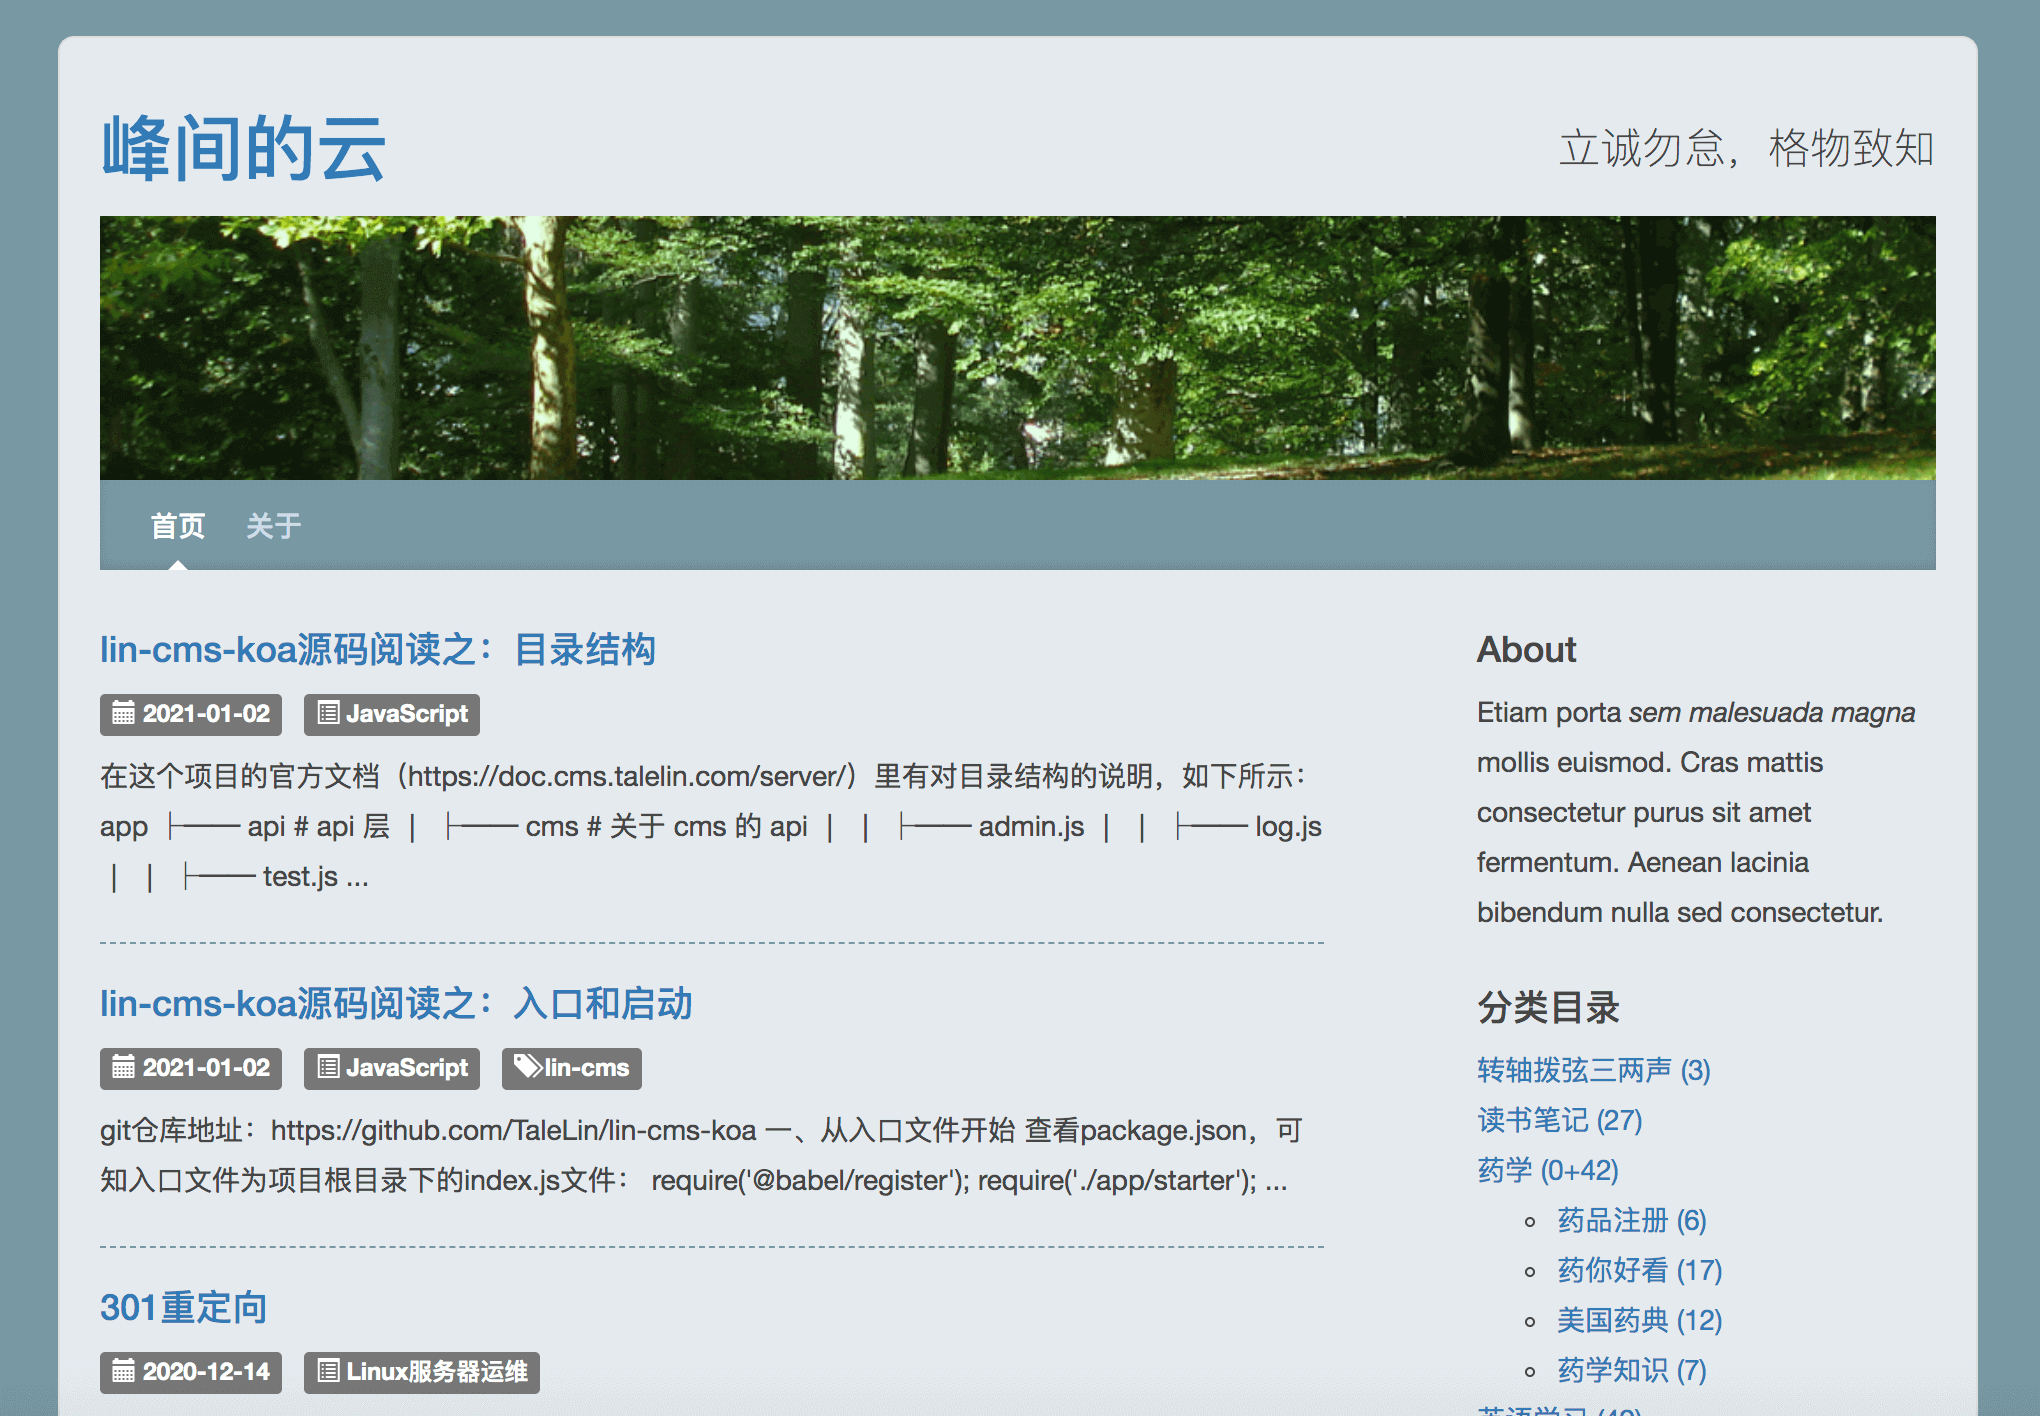 峰间的云
立诚勿怠，格物致知
首页 关于
lin-cms-koa源码阅读之：目录结构
2021-01-02 JavaScript
在这个项目的官方文档（https://doc.cms.talelin.com/server/）里有对目录结构的说明，如下所示：
app ├── api # api 层 | ├── cms # 关于 cms 的 api | | ├── admin.js | | ├── log.js
| | ├── test.js ...
lin-cms-koa源码阅读之：入口和启动
2021-01-02 JavaScript lin-cms
git仓库地址：https://github.com/TaleLin/lin-cms-koa 一、从入口文件开始 查看package.json，可
知入口文件为项目根目录下的index.js文件： require('@babel/register'); require('./app/starter'); ...
301重定向
2020-12-14 Linux服务器运维
About
Etiam porta sem malesuada magna
mollis euismod. Cras mattis
consectetur purus sit amet
fermentum. Aenean lacinia
bibendum nulla sed consectetur.
分类目录
转轴拨弦三两声 (3)
读书笔记 (27)
药学 (0+42)
药品注册 (6)
药你好看 (17)
美国药典 (12)
药学知识 (7)